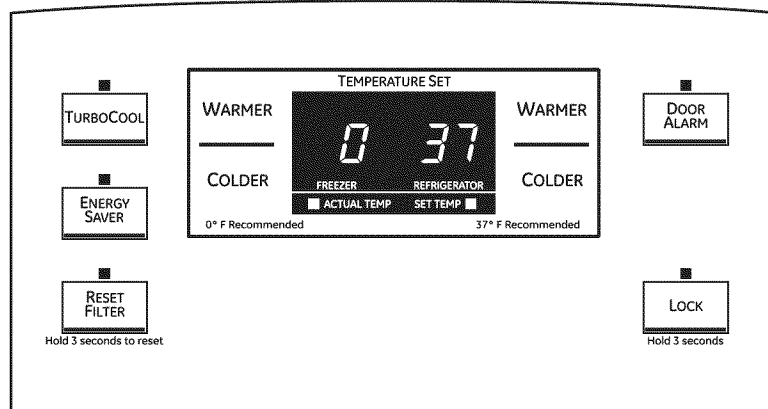 TEMPERATURE SET
TURBOCOOL
WARMER
0 37
WARMER
DOOR
ALARM
COLDER
FREEZER REFRIGERATOR
COLDER
ENERGY
SAVER
ACTUAL TEMP SET TEMP
0° F Recommended 37° F Recommended
RESET
FILTER
Hold 3 seconds to reset
LOCK
Hold 3 seconds